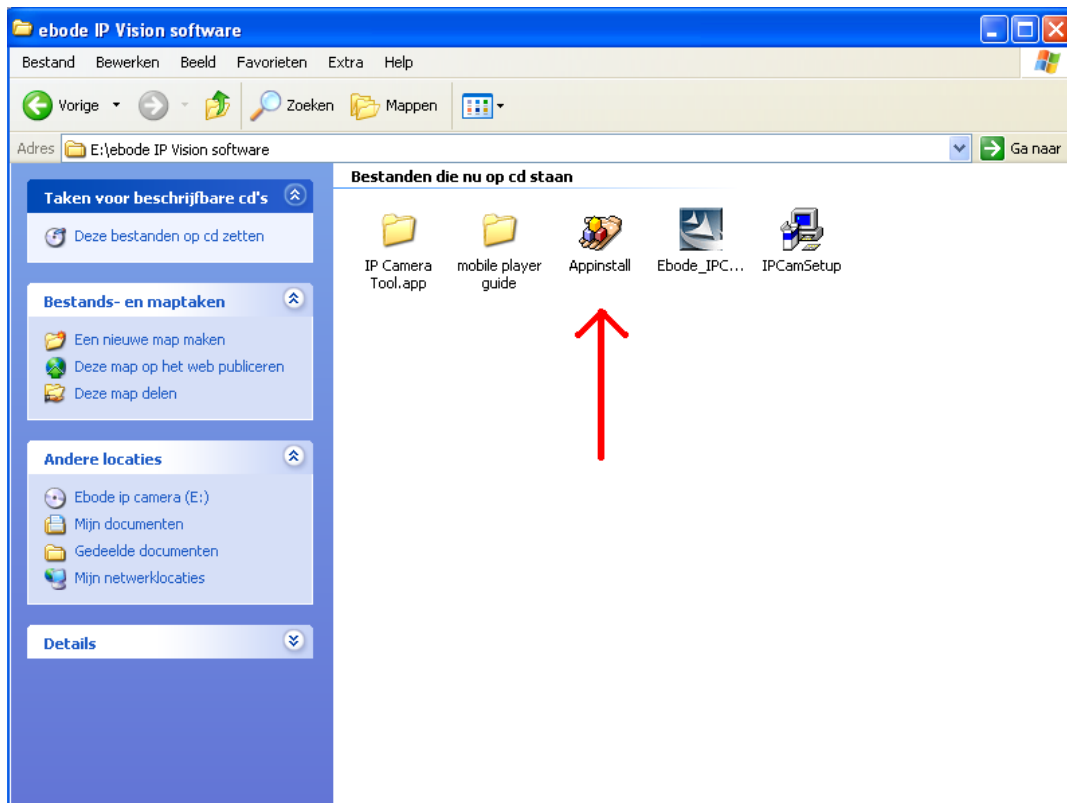 ebode IP Vision software
Bestand Bewerken Beeld Favorieten Extra Help
Vorige Zoeken Mappen
Adres E:\ebode IP Vision software Ga naar
Taken voor beschrijfbare cd's
Deze bestanden op cd zetten
Bestands- en maptaken
Een nieuwe map maken
Deze map op het web publiceren
Deze map delen
Andere locaties
Ebode ip camera (E:)
Mijn documenten
Gedeelde documenten
Mijn netwerklocaties
Details
Bestanden die nu op cd staan
IP Camera
Tool.app
mobile player
guide
Appinstall
Ebode_IPC...
IPCamSetup